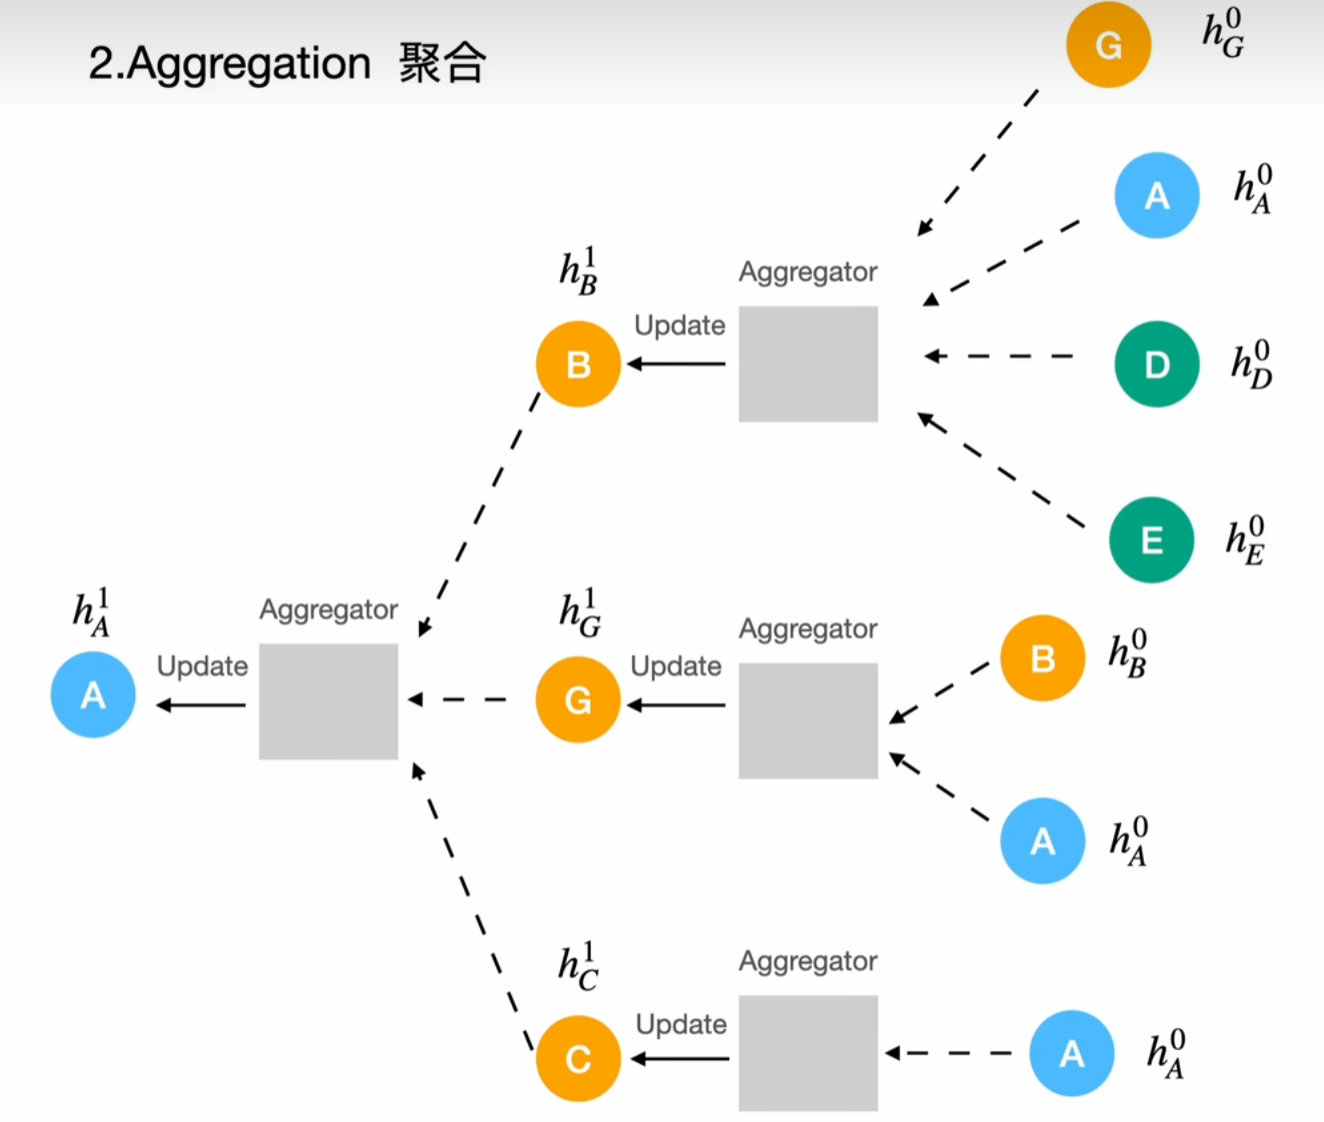 2.Aggregation 聚合
G
h_G^0
A
h_A^0
h_B^1
Aggregator
Update
B
D
h_D^0
E
h_E^0
h_A^1
Aggregator
Update
A
h_G^1
Aggregator
Update
G
B
h_B^0
A
h_A^0
h_C^1
Aggregator
Update
C
A
h_A^0